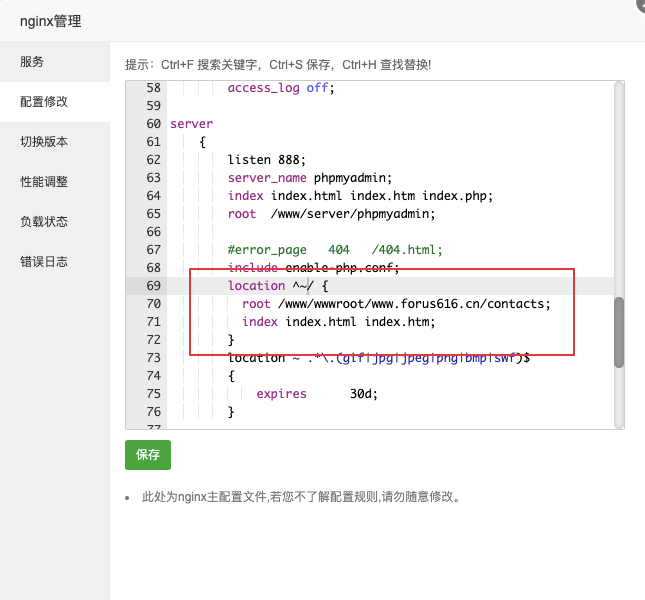 nginx管理
服务
配置修改
切换版本
性能调整
负载状态
错误日志
提示：Ctrl+F 搜索关键字，Ctrl+S 保存，Ctrl+H 查找替换!
58 access_log off;
59
60 server
61 {
62 listen 888;
63 server_name phpmyadmin;
64 index index.html index.htm index.php;
65 root  /www/server/phpmyadmin;
66
67 #error_page   404   /404.html;
68 include enable-php.conf;
69 location ^~/ {
70 root /www/wwwroot/www.forus616.cn/contacts;
71 index index.html index.htm;
72 }
73 location ~ .*\.(gif|jpg|jpeg|png|bmp|swf)$
74 {
75 expires      30d;
76 }
77
保存
此处为nginx主配置文件,若您不了解配置规则,请勿随意修改。